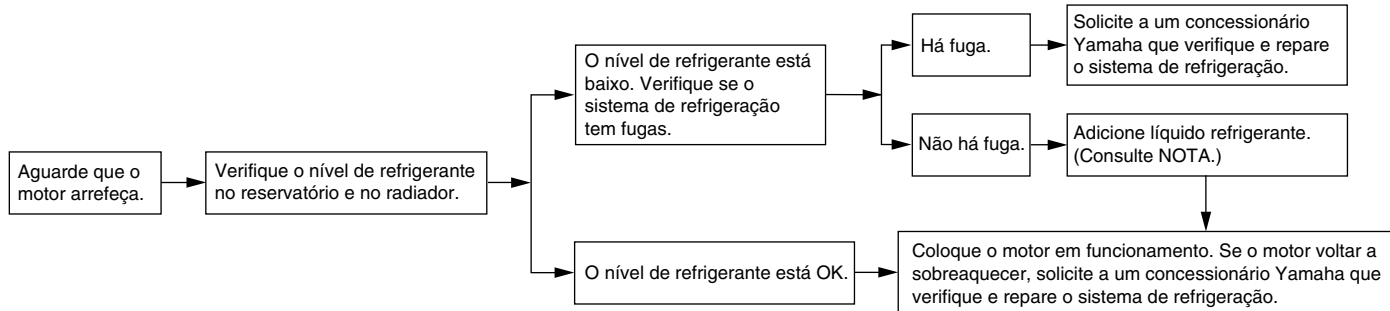 Aguarde que o
motor arrefeça.
Verifique o nível de refrigerante
no reservatório e no radiador.
O nível de refrigerante está
baixo. Verifique se o
sistema de refrigeração
tem fugas.
Há fuga.
Solicite a um concessionário
Yamaha que verifique e repare
o sistema de refrigeração.
Não há fuga.
Adicione líquido refrigerante.
(Consulte NOTA.)
O nível de refrigerante está OK.
Coloque o motor em funcionamento. Se o motor voltar a
sobreaquecer, solicite a um concessionário Yamaha que
verifique e repare o sistema de refrigeração.